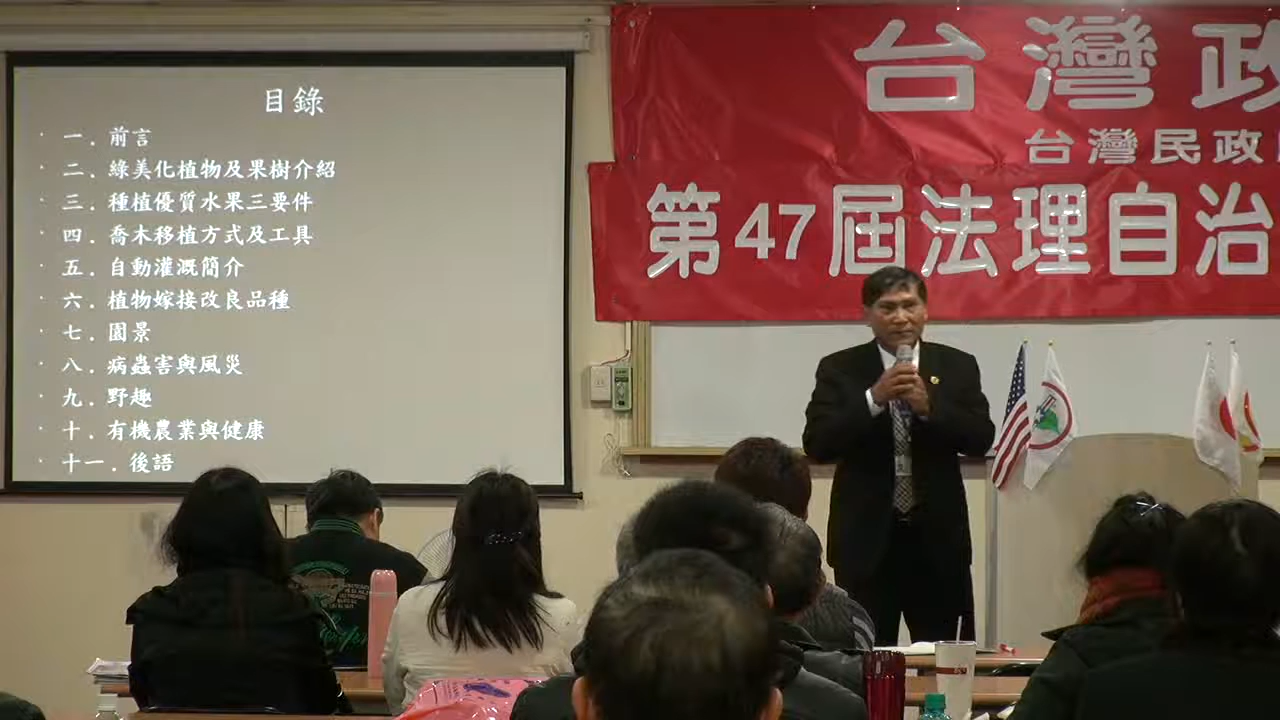 目錄
一．前言
二．綠美化植物及果樹介紹
三．種植優質水果三要件
四．喬木移植方式及工具
五．自動灌溉簡介
六．植物嫁接改良品種
七．園景
八．病蟲害與風災
九．野趣
十．有機農業與健康
十一．後語
台灣政
台灣民政
第47屆法理自治